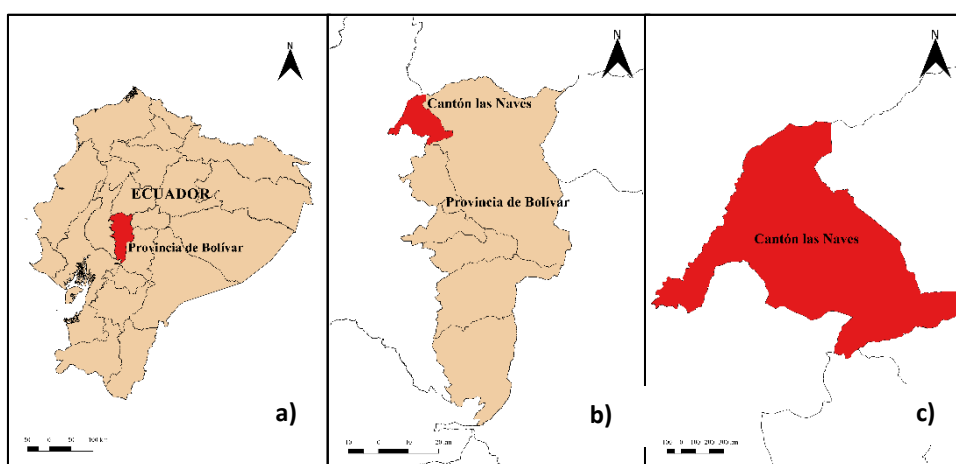 N
ECUADOR
Provincia de Bolívar
a)
N
Cantón las Naves
Provincia de Bolívar
b)
N
Cantón las Naves
c)